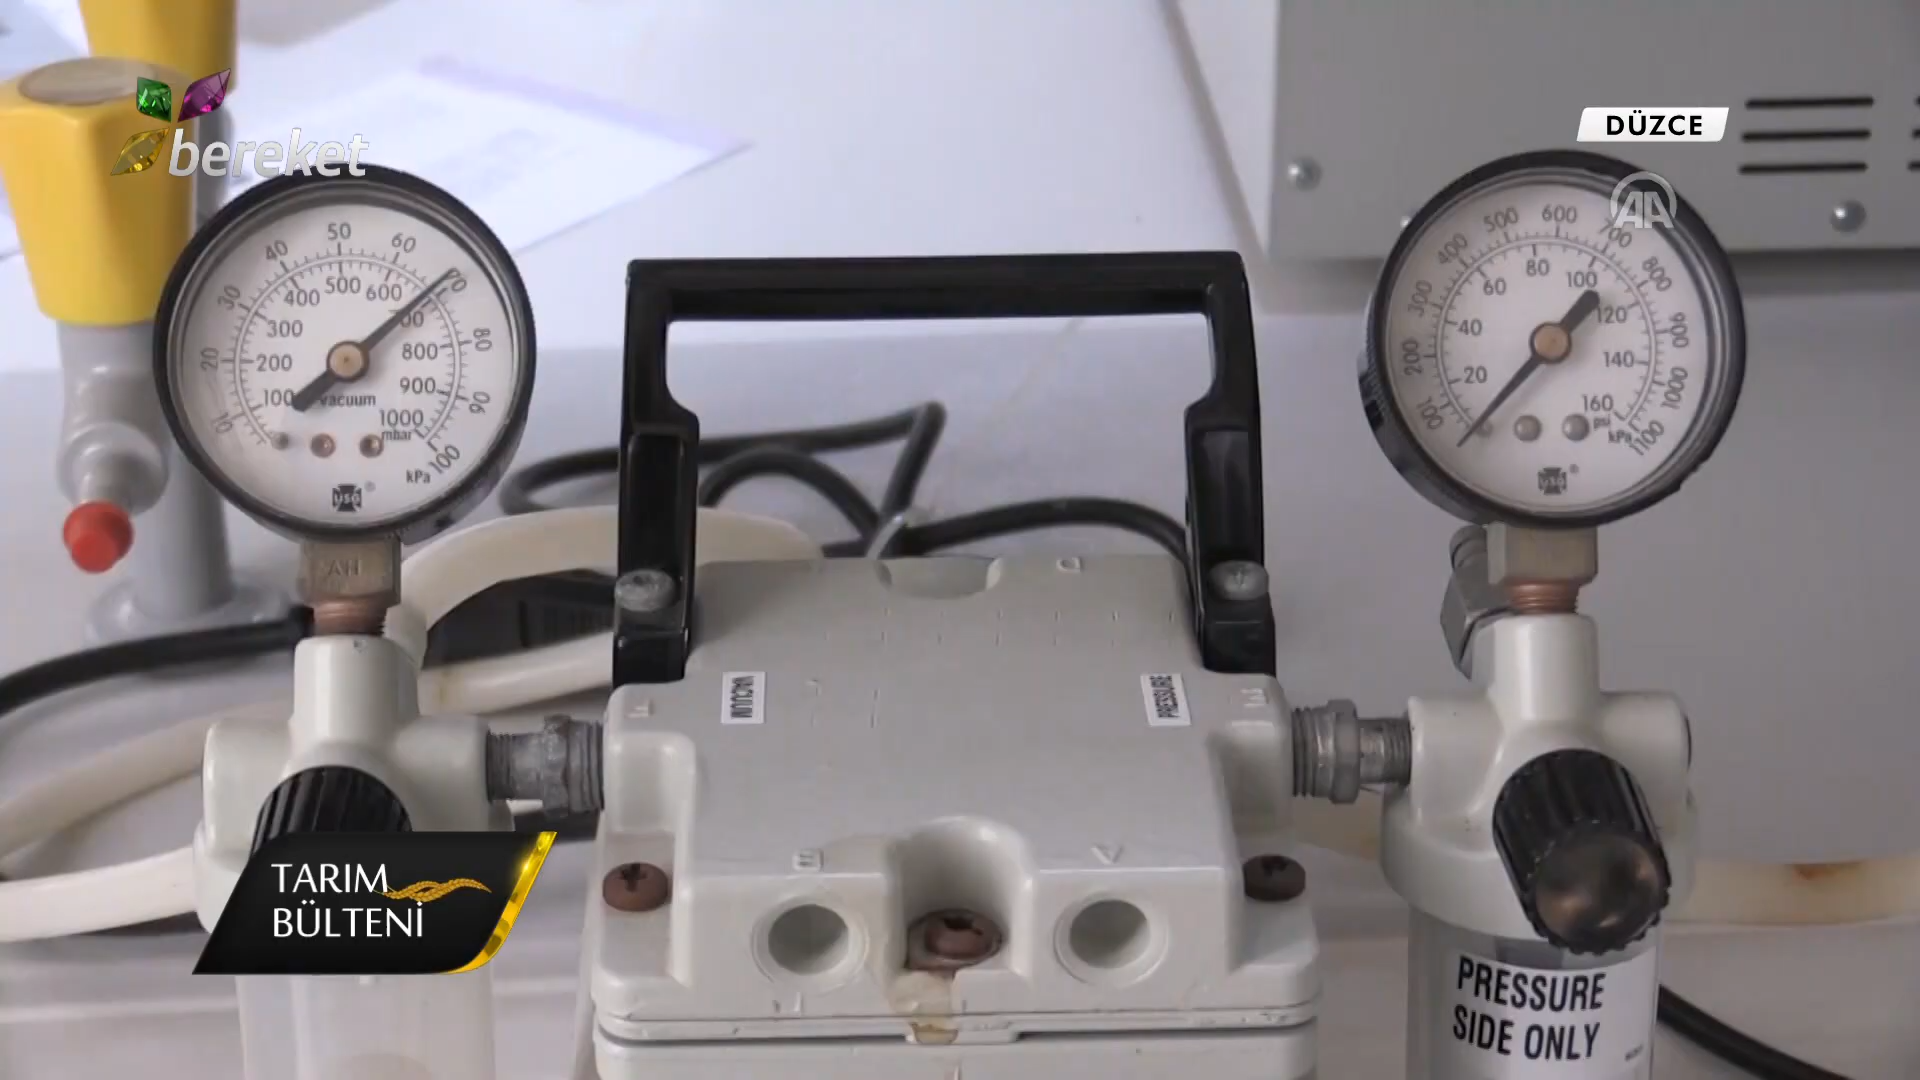 bereket
DÜZCE
AA
50
40
60
30
70
20
80
10
90
100
500
400
600
300
700
200
800
100
900
1000
vacuum
mbar
kPa
USG
600
500
700
400
800
300
900
200
1000
100
1100
80
60
100
40
120
20
140
160
psi
kPa
USG
VACUUM
PRESSURE
TARIM
BÜLTENİ
PRESSURE
SIDE ONLY